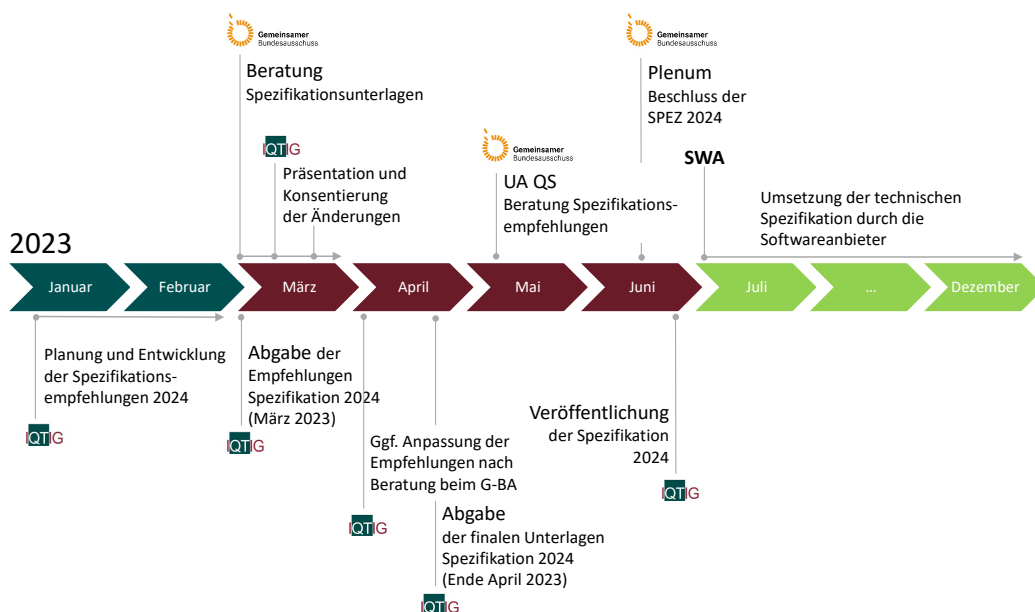 Gemeinsamer
Bundesausschuss
Beratung
Spezifikationsunterlagen
IQTIG
Präsentation und
Konsentierung
der Änderungen
Gemeinsamer
Bundesausschuss
UA QS
Beratung Spezifikations-
empfehlungen
Gemeinsamer
Bundesausschuss
Plenum
Beschluss der
SPEZ 2024
SWA
Umsetzung der technischen
Spezifikation durch die
Softwareanbieter
2023
Januar
Februar
März
April
Mai
Juni
Juli
...
Dezember
Planung und Entwicklung
der Spezifikations-
empfehlungen 2024
IQTIG
Abgabe der
Empfehlungen
Spezifikation 2024
(März 2023)
IQTIG
Ggf. Anpassung der
Empfehlungen nach
Beratung beim G-BA
IQTIG
Abgabe
der finalen Unterlagen
Spezifikation 2024
(Ende April 2023)
IQTIG
Veröffentlichung
der Spezifikation
2024
IQTIG